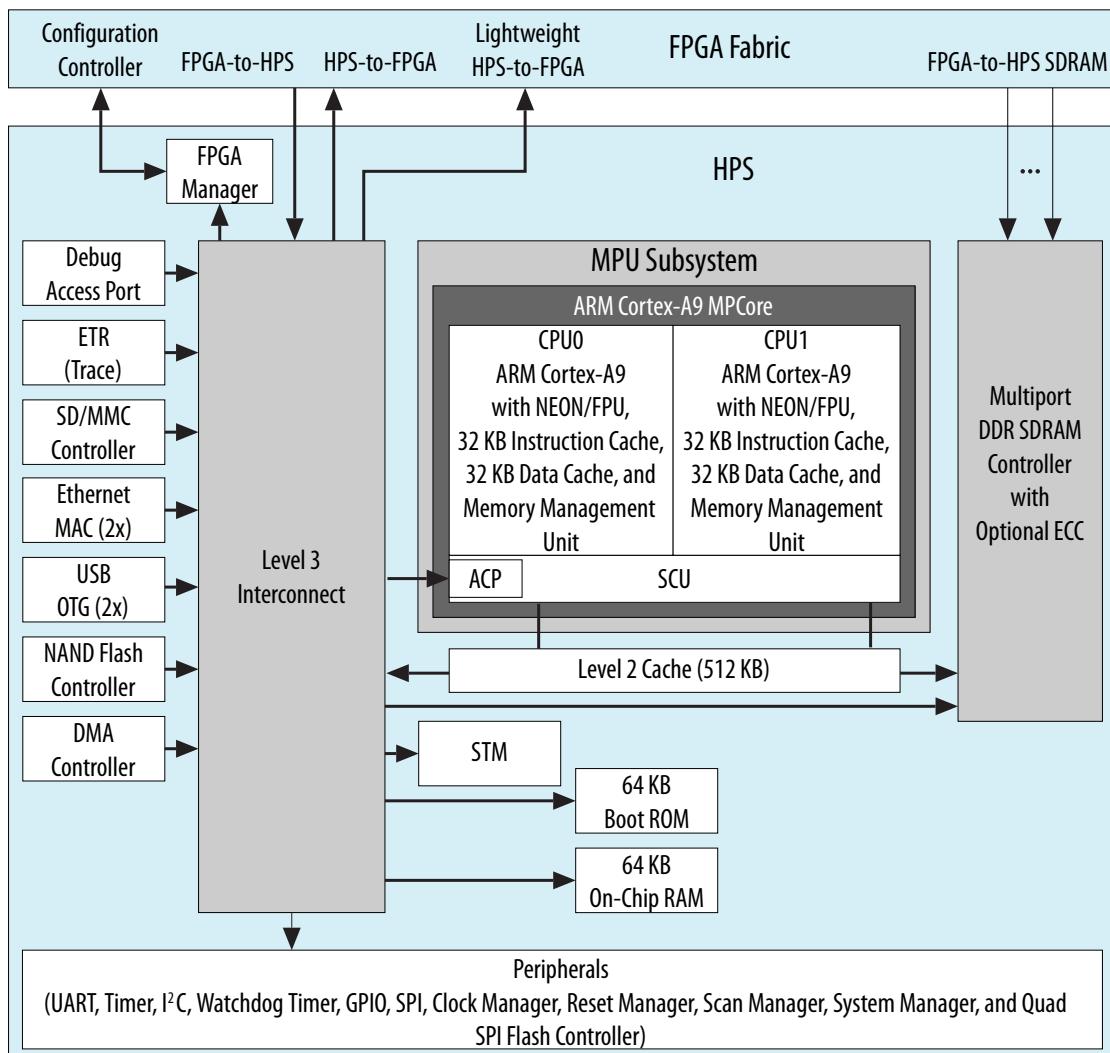 Configuration
Controller
FPGA-to-HPS
HPS-to-FPGA
Lightweight
HPS-to-FPGA
FPGA Fabric
FPGA-to-HPS SDRAM
FPGA
Manager
HPS
...
Debug
Access Port
ETR
(Trace)
SD/MMC
Controller
Ethernet
MAC (2x)
USB
OTG (2x)
NAND Flash
Controller
DMA
Controller
Level 3
Interconnect
MPU Subsystem
ARM Cortex-A9 MPCore
CPU0
ARM Cortex-A9
with NEON/FPU,
32 KB Instruction Cache,
32 KB Data Cache, and
Memory Management
Unit
CPU1
ARM Cortex-A9
with NEON/FPU,
32 KB Instruction Cache,
32 KB Data Cache, and
Memory Management
Unit
ACP
SCU
Level 2 Cache (512 KB)
Multiport
DDR SDRAM
Controller
with
Optional ECC
STM
64 KB
Boot ROM
64 KB
On-Chip RAM
Peripherals
(UART, Timer, I²C, Watchdog Timer, GPIO, SPI, Clock Manager, Reset Manager, Scan Manager, System Manager, and Quad
SPI Flash Controller)